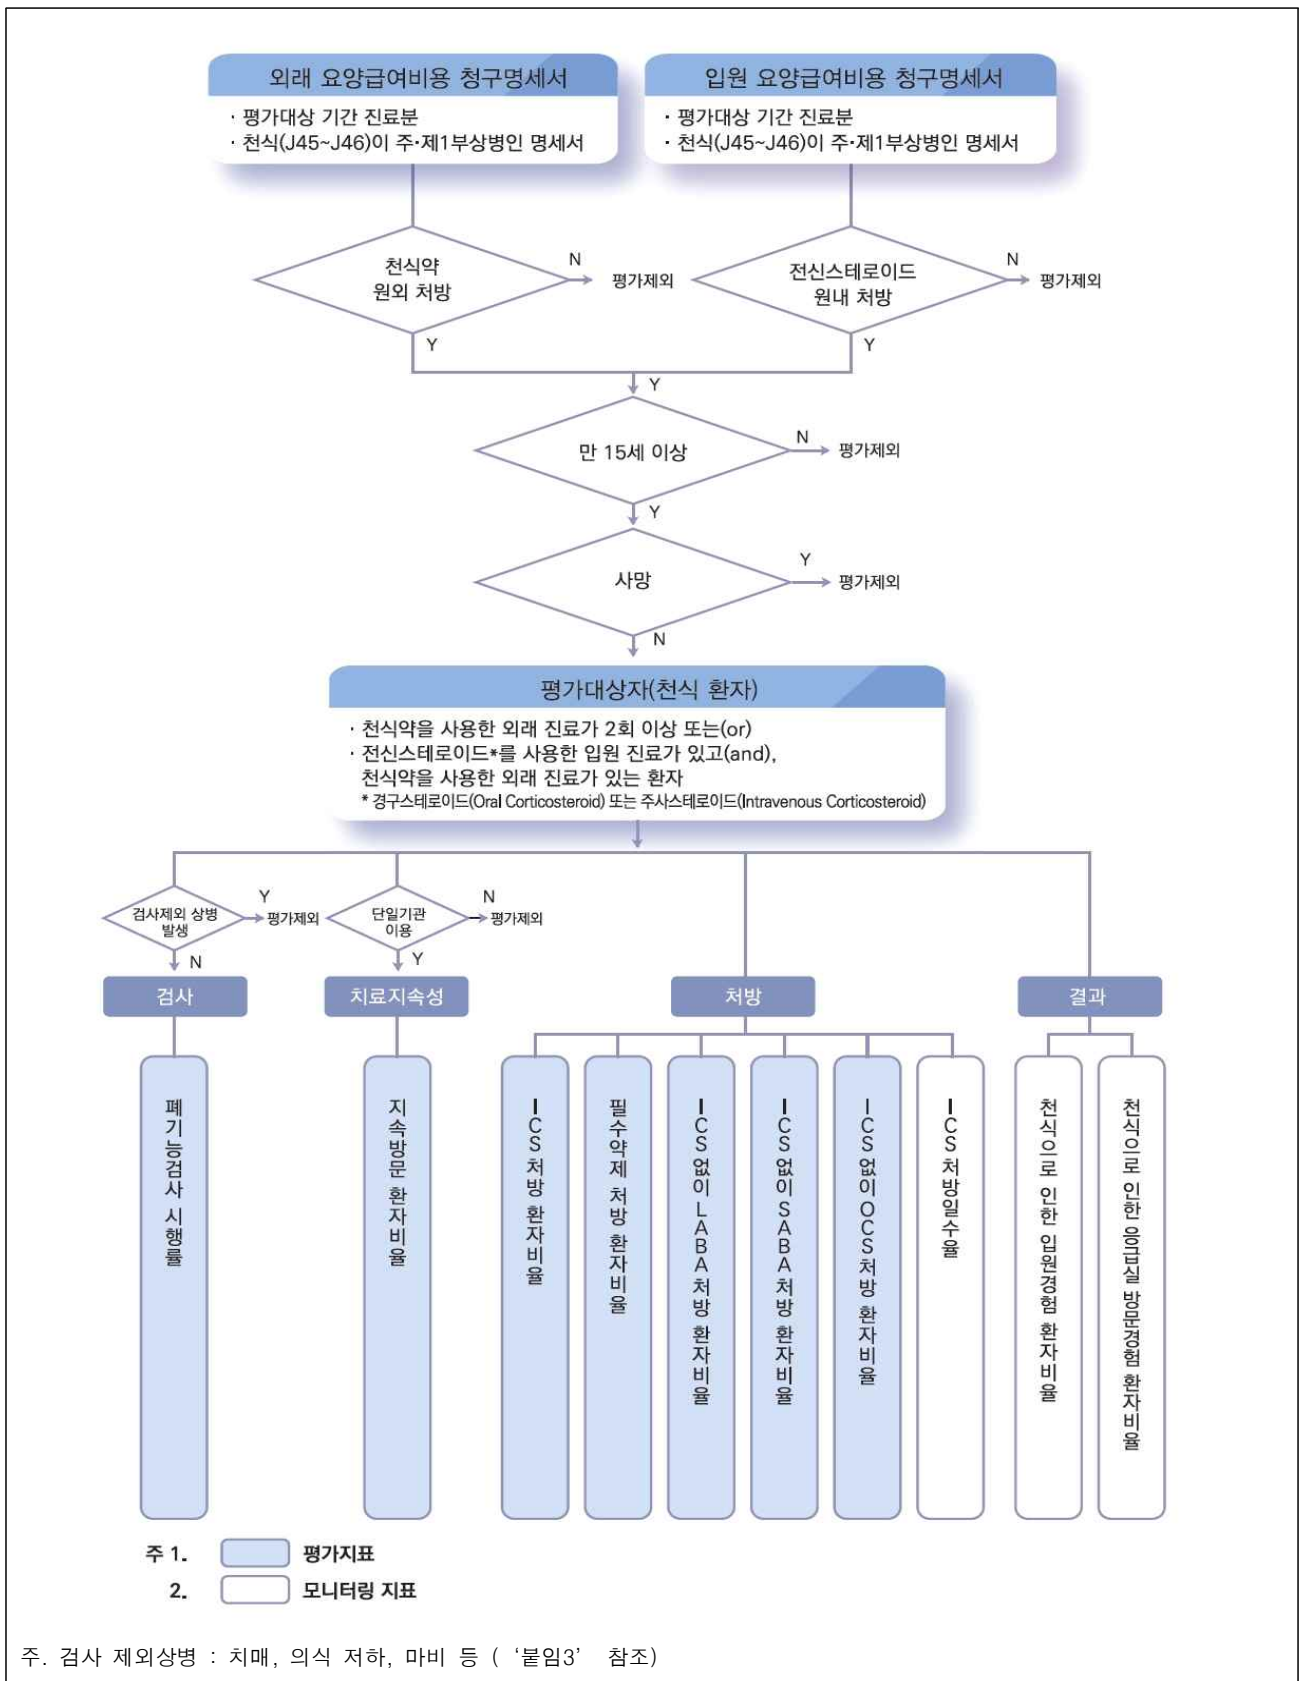 외래 요양급여비용 청구명세서
· 평가대상 기간 진료분
· 천식(J45~J46)이 주·제1부상병인 명세서
입원 요양급여비용 청구명세서
· 평가대상 기간 진료분
· 천식(J45~J46)이 주·제1부상병인 명세서
천식약
원외 처방
N
평가제외
Y
전신스테로이드
원내 처방
N
평가제외
Y
Y
만 15세 이상
N
평가제외
Y
사망
Y
평가제외
N
평가대상자(천식 환자)
· 천식약을 사용한 외래 진료가 2회 이상 또는(or)
· 전신스테로이드*를 사용한 입원 진료가 있고(and),
천식약을 사용한 외래 진료가 있는 환자
* 경구스테로이드(Oral Corticosteroid) 또는 주사스테로이드(Intravenous Corticosteroid)
검사제외 상병
발생
Y
평가제외
N
단일기관
이용
N
평가제외
Y
검사
치료지속성
처방
결과
폐기능검사 시행률
지속방문 환자비율
ICS 처방 환자비율
필수약제 처방 환자비율
ICS 없이 LABA 처방 환자비율
ICS 없이 SABA 처방 환자비율
ICS 없이 OCS 처방 환자비율
ICS 처방일수율
천식으로 인한 입원경험 환자비율
천식으로 인한 응급실 방문경험 환자비율
주 1. 평가지표
2. 모니터링 지표
주. 검사 제외상병 : 치매, 의식 저하, 마비 등 ( ‘붙임3’ 참조)